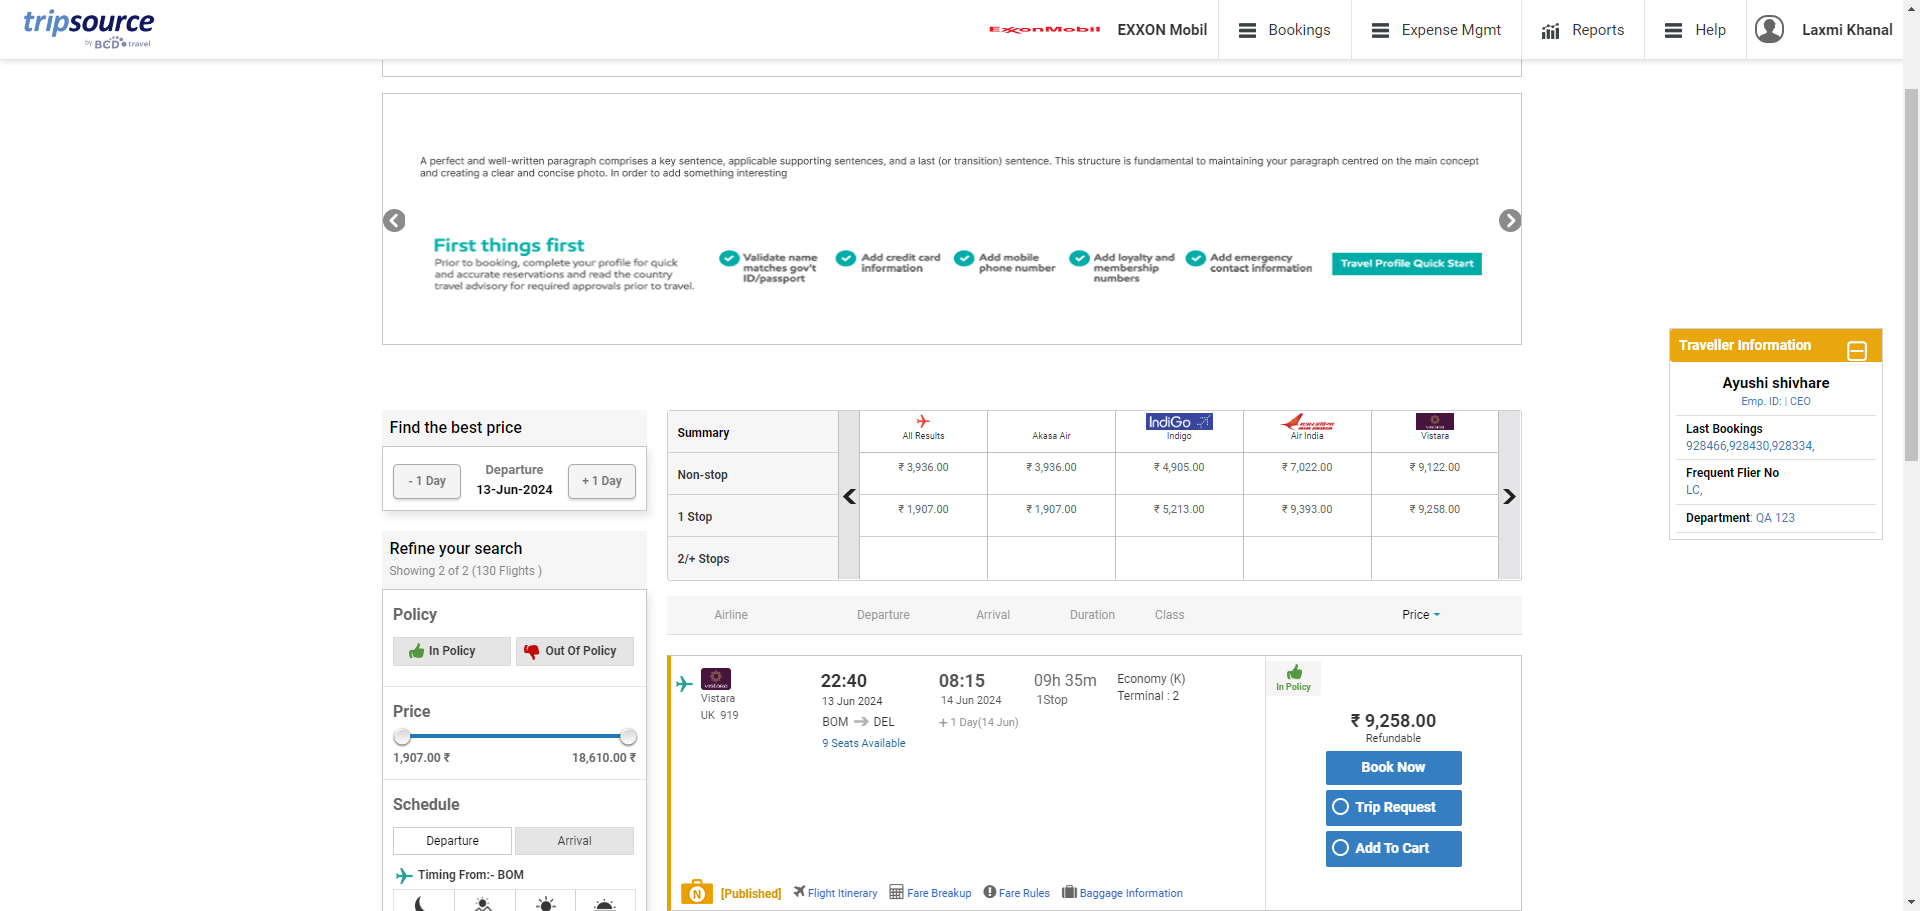 tripsource
by BCD travel
ExxonMobil
EXXON Mobil
Bookings
Expense Mgmt
Reports
Help
Laxmi Khanal
A perfect and well-written paragraph comprises a key sentence, applicable supporting sentences, and a last (or transition) sentence. This structure is fundamental to maintaining your paragraph centred on the main concept
and creating a clear and concise photo. In order to add something interesting
First things first
Prior to booking, complete your profile for quick
and accurate reservations and read the country
travel advisory for required approvals prior to travel.
Validate name
matches gov't
ID/passport
Add credit card
information
Add mobile
phone number
Add loyalty and
membership
numbers
Add emergency
contact information
Travel Profile Quick Start
Traveller Information
Ayushi shivhare
Emp. ID: | CEO
Last Bookings
928466,928430,928334,
Frequent Flier No
LC,
Department: QA 123
Find the best price
- 1 Day
Departure
13-Jun-2024
+ 1 Day
Refine your search
Showing 2 of 2 (130 Flights )
Policy
In Policy
Out Of Policy
Price
1,907.00 ₹
18,610.00 ₹
Schedule
Departure
Arrival
Timing From:- BOM
Summary
All Results
Akasa Air
IndiGo
Indigo
AIR INDIA
Air India
Vistara
Non-stop
₹ 3,936.00
₹ 3,936.00
₹ 4,905.00
₹ 7,022.00
₹ 9,122.00
1 Stop
₹ 1,907.00
₹ 1,907.00
₹ 5,213.00
₹ 9,393.00
₹ 9,258.00
2/+ Stops
Airline
Departure
Arrival
Duration
Class
Price
Vistara
UK 919
22:40
13 Jun 2024
BOM DEL
9 Seats Available
08:15
14 Jun 2024
+ 1 Day(14 Jun)
09h 35m
1Stop
Economy (K)
Terminal : 2
In Policy
₹ 9,258.00
Refundable
Book Now
Trip Request
Add To Cart
N
[Published]
Flight Itinerary
Fare Breakup
Fare Rules
Baggage Information